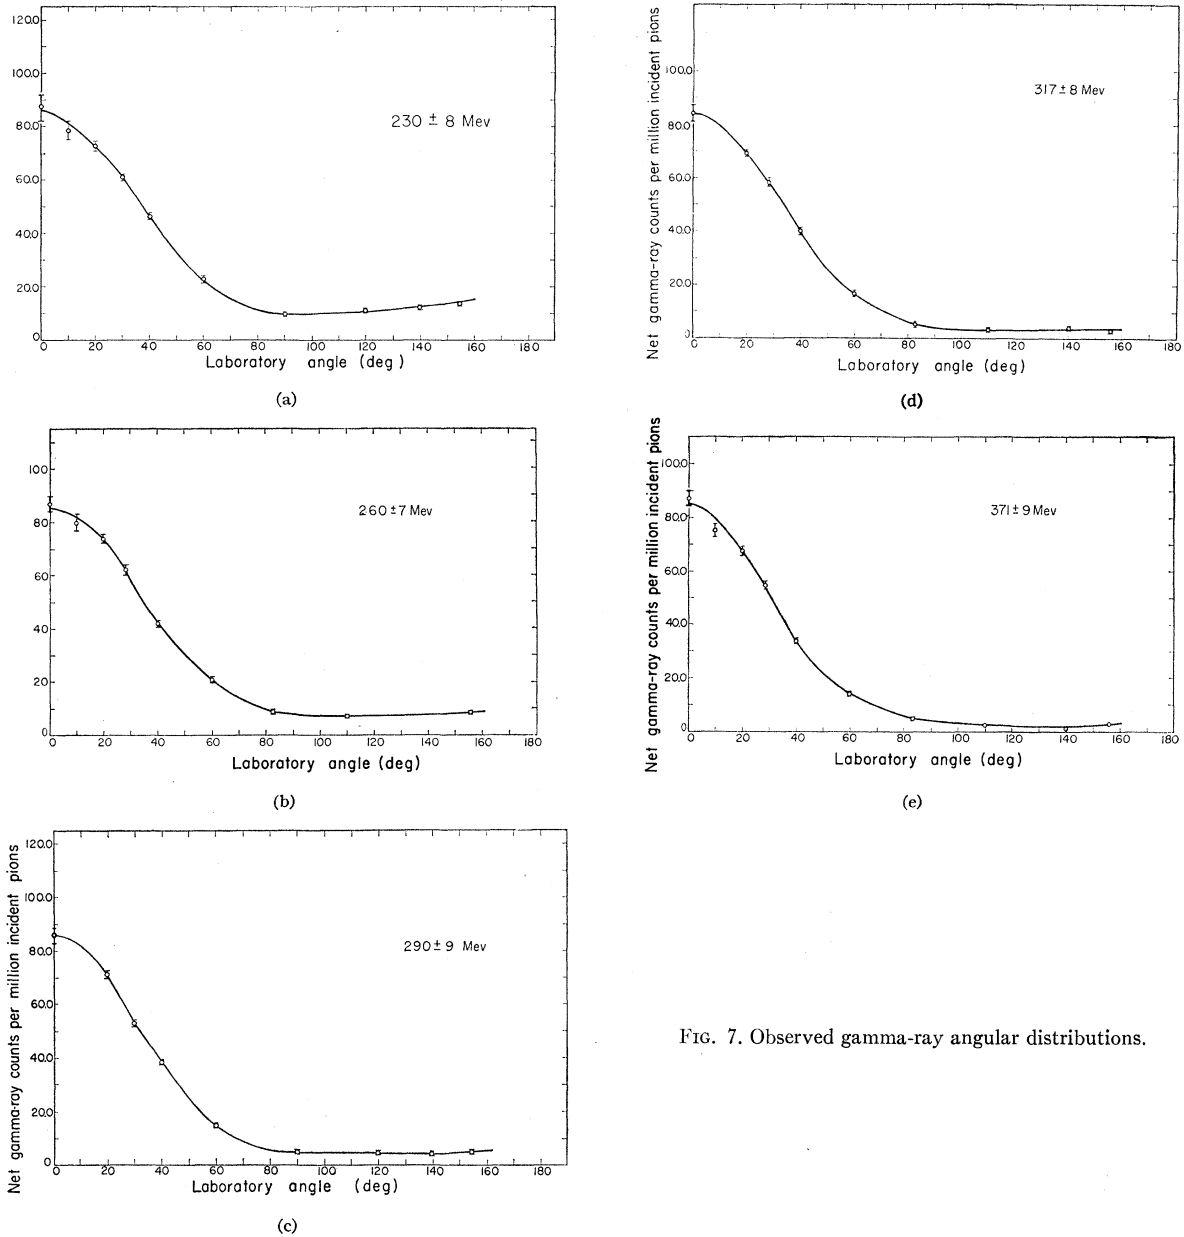 120.0
100.0
80.0
60.0
40.0
20.0
0
230 ± 8 Mev
0 20 40 60 80 100 120 140 160 180
Laboratory angle (deg)
(a)
100
80
60
40
20
0
260±7 Mev
0 20 40 60 80 100 120 140 160 180
Laboratory angle (deg)
(b)
Net gamma-ray counts per million incident pions
120.0
100.0
80.0
60.0
40.0
20.0
0
290±9 Mev
0 20 40 60 80 100 120 140 160 180
Laboratory angle (deg)
(c)
Net gamma-ray counts per million incident pions
100.0
80.0
60.0
40.0
20.0
0
317±8 Mev
0 20 40 60 80 100 120 140 160 180
Laboratory angle (deg)
(d)
Net gamma-ray counts per million incident pions
100.0
80.0
60.0
40.0
20.0
0
371±9 Mev
0 20 40 60 80 100 120 140 160 180
Laboratory angle (deg)
(e)
FIG. 7. Observed gamma-ray angular distributions.